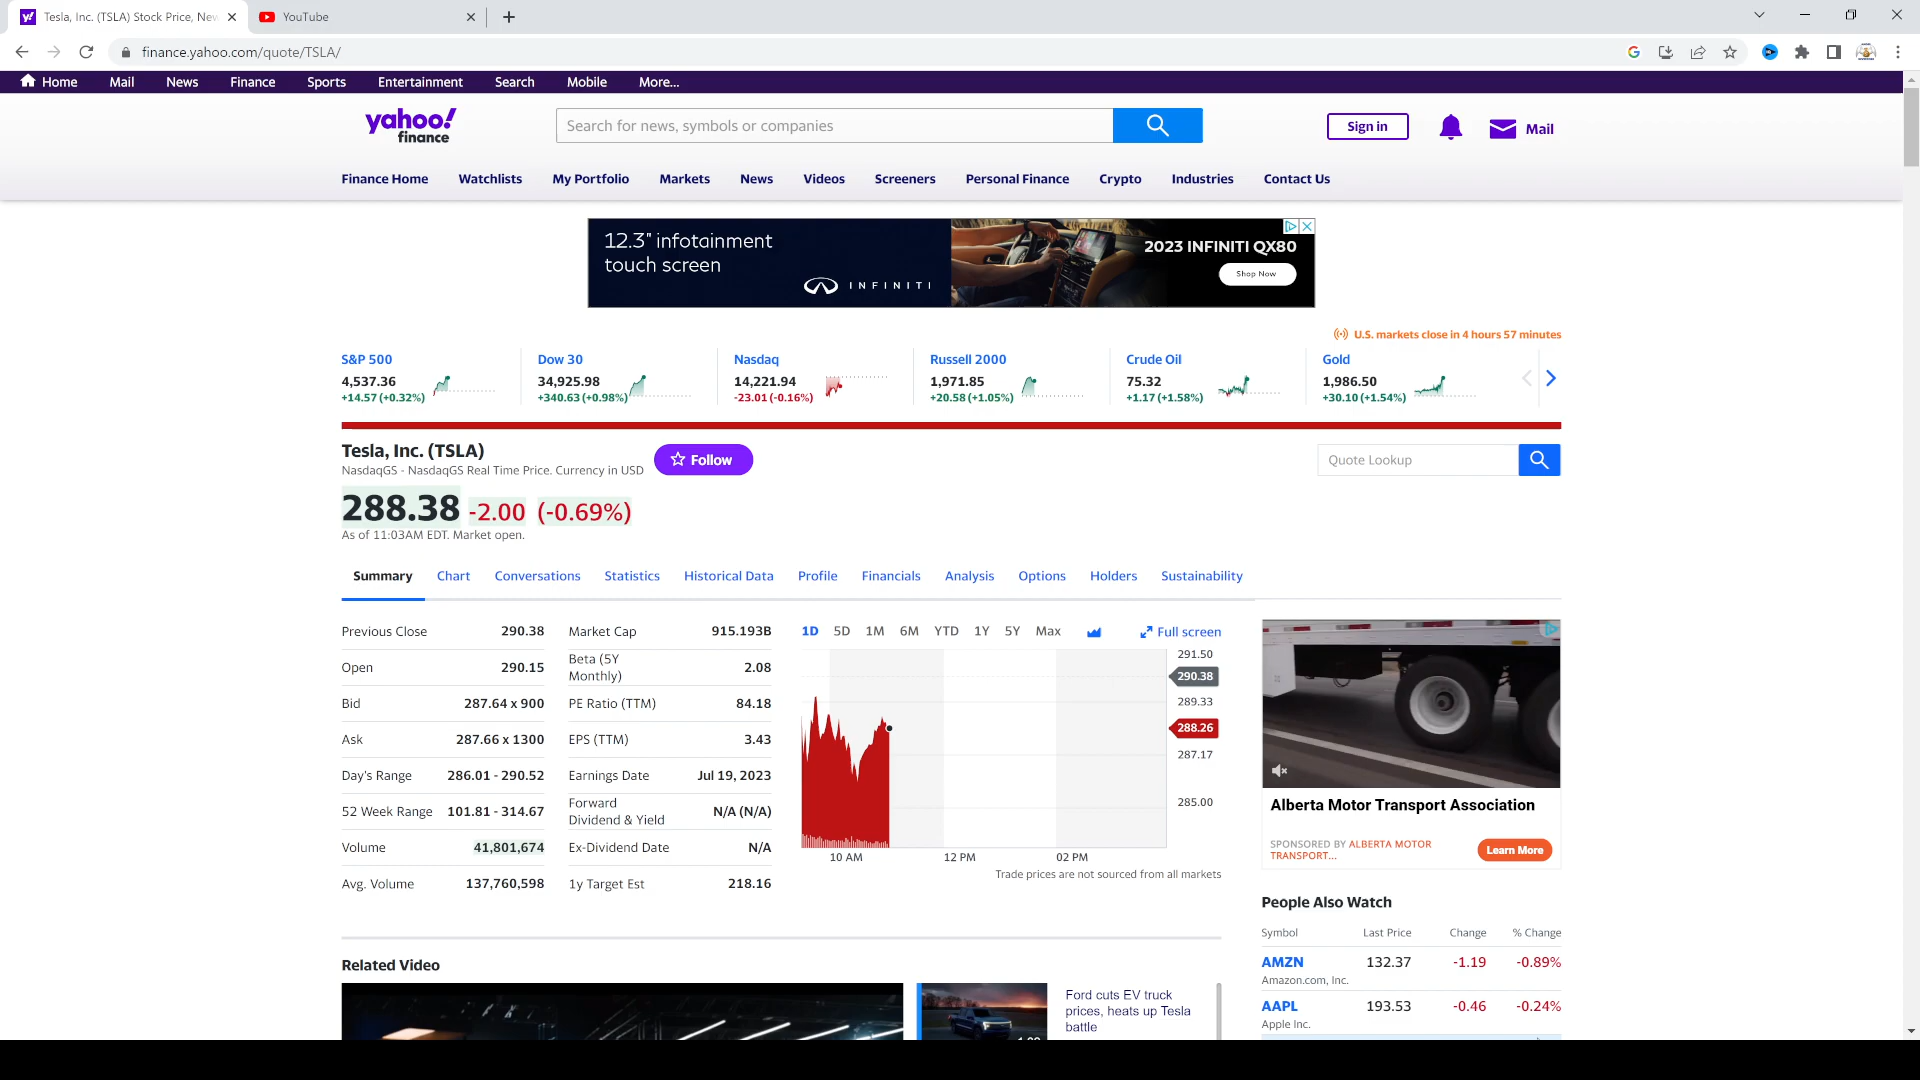 Tesla, Inc. (TSLA) Stock Price, New
YouTube
finance.yahoo.com/quote/TSLA/
Home Mail News Finance Sports Entertainment Search Mobile More...
yahoo!
finance
Search for news, symbols or companies
Sign in
Mail
Finance Home Watchlists My Portfolio Markets News Videos Screeners Personal Finance Crypto Industries Contact Us
12.3" infotainment
touch screen
INFINITI
2023 INFINITI QX80
Shop Now
U.S. markets close in 4 hours 57 minutes
S&P 500
4,537.36
+14.57 (+0.32%)
Dow 30
34,925.98
+340.63 (+0.98%)
Nasdaq
14,221.94
-23.01 (-0.16%)
Russell 2000
1,971.85
+20.58 (+1.05%)
Crude Oil
75.32
+1.17 (+1.58%)
Gold
1,986.50
+30.10 (+1.54%)
Tesla, Inc. (TSLA)
NasdaqGS - NasdaqGS Real Time Price. Currency in USD
Follow
Quote Lookup
288.38 -2.00 (-0.69%)
As of 11:03AM EDT. Market open.
Summary Chart Conversations Statistics Historical Data Profile Financials Analysis Options Holders Sustainability
Previous Close 290.38
Open 290.15
Bid 287.64 x 900
Ask 287.66 x 1300
Day's Range 286.01 - 290.52
52 Week Range 101.81 - 314.67
Volume 41,801,674
Avg. Volume 137,760,598
Market Cap 915.193B
Beta (5Y
Monthly) 2.08
PE Ratio (TTM) 84.18
EPS (TTM) 3.43
Earnings Date Jul 19, 2023
Forward
Dividend & Yield N/A (N/A)
Ex-Dividend Date N/A
1y Target Est 218.16
1D 5D 1M 6M YTD 1Y 5Y Max
Full screen
291.50
290.38
289.33
288.26
287.17
285.00
10 AM 12 PM 02 PM
Trade prices are not sourced from all markets
Alberta Motor Transport Association
SPONSORED BY ALBERTA MOTOR
TRANSPORT...
Learn More
People Also Watch
Symbol Last Price Change % Change
AMZN 132.37 -1.19 -0.89%
Amazon.com, Inc.
AAPL 193.53 -0.46 -0.24%
Apple Inc.
Related Video
Ford cuts EV truck
prices, heats up Tesla
battle